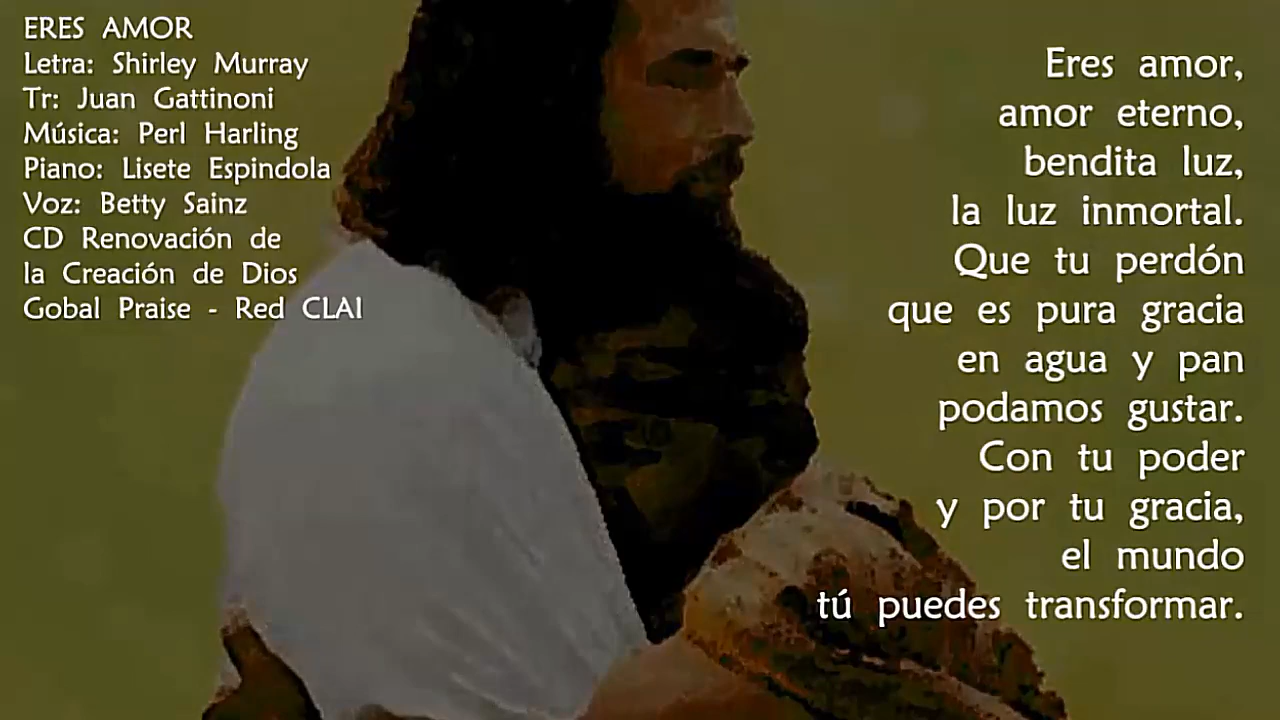 ERES AMOR
Letra: Shirley Murray
Tr: Juan Gattinoni
Música: Perl Harling
Piano: Lisete Espindola
Voz: Betty Sainz
CD Renovación de
la Creación de Dios
Gobal Praise - Red CLAI
Eres amor,
amor eterno,
bendita luz,
la luz inmortal.
Que tu perdón
que es pura gracia
en agua y pan
podamos gustar.
Con tu poder
y por tu gracia,
el mundo
tú puedes transformar.